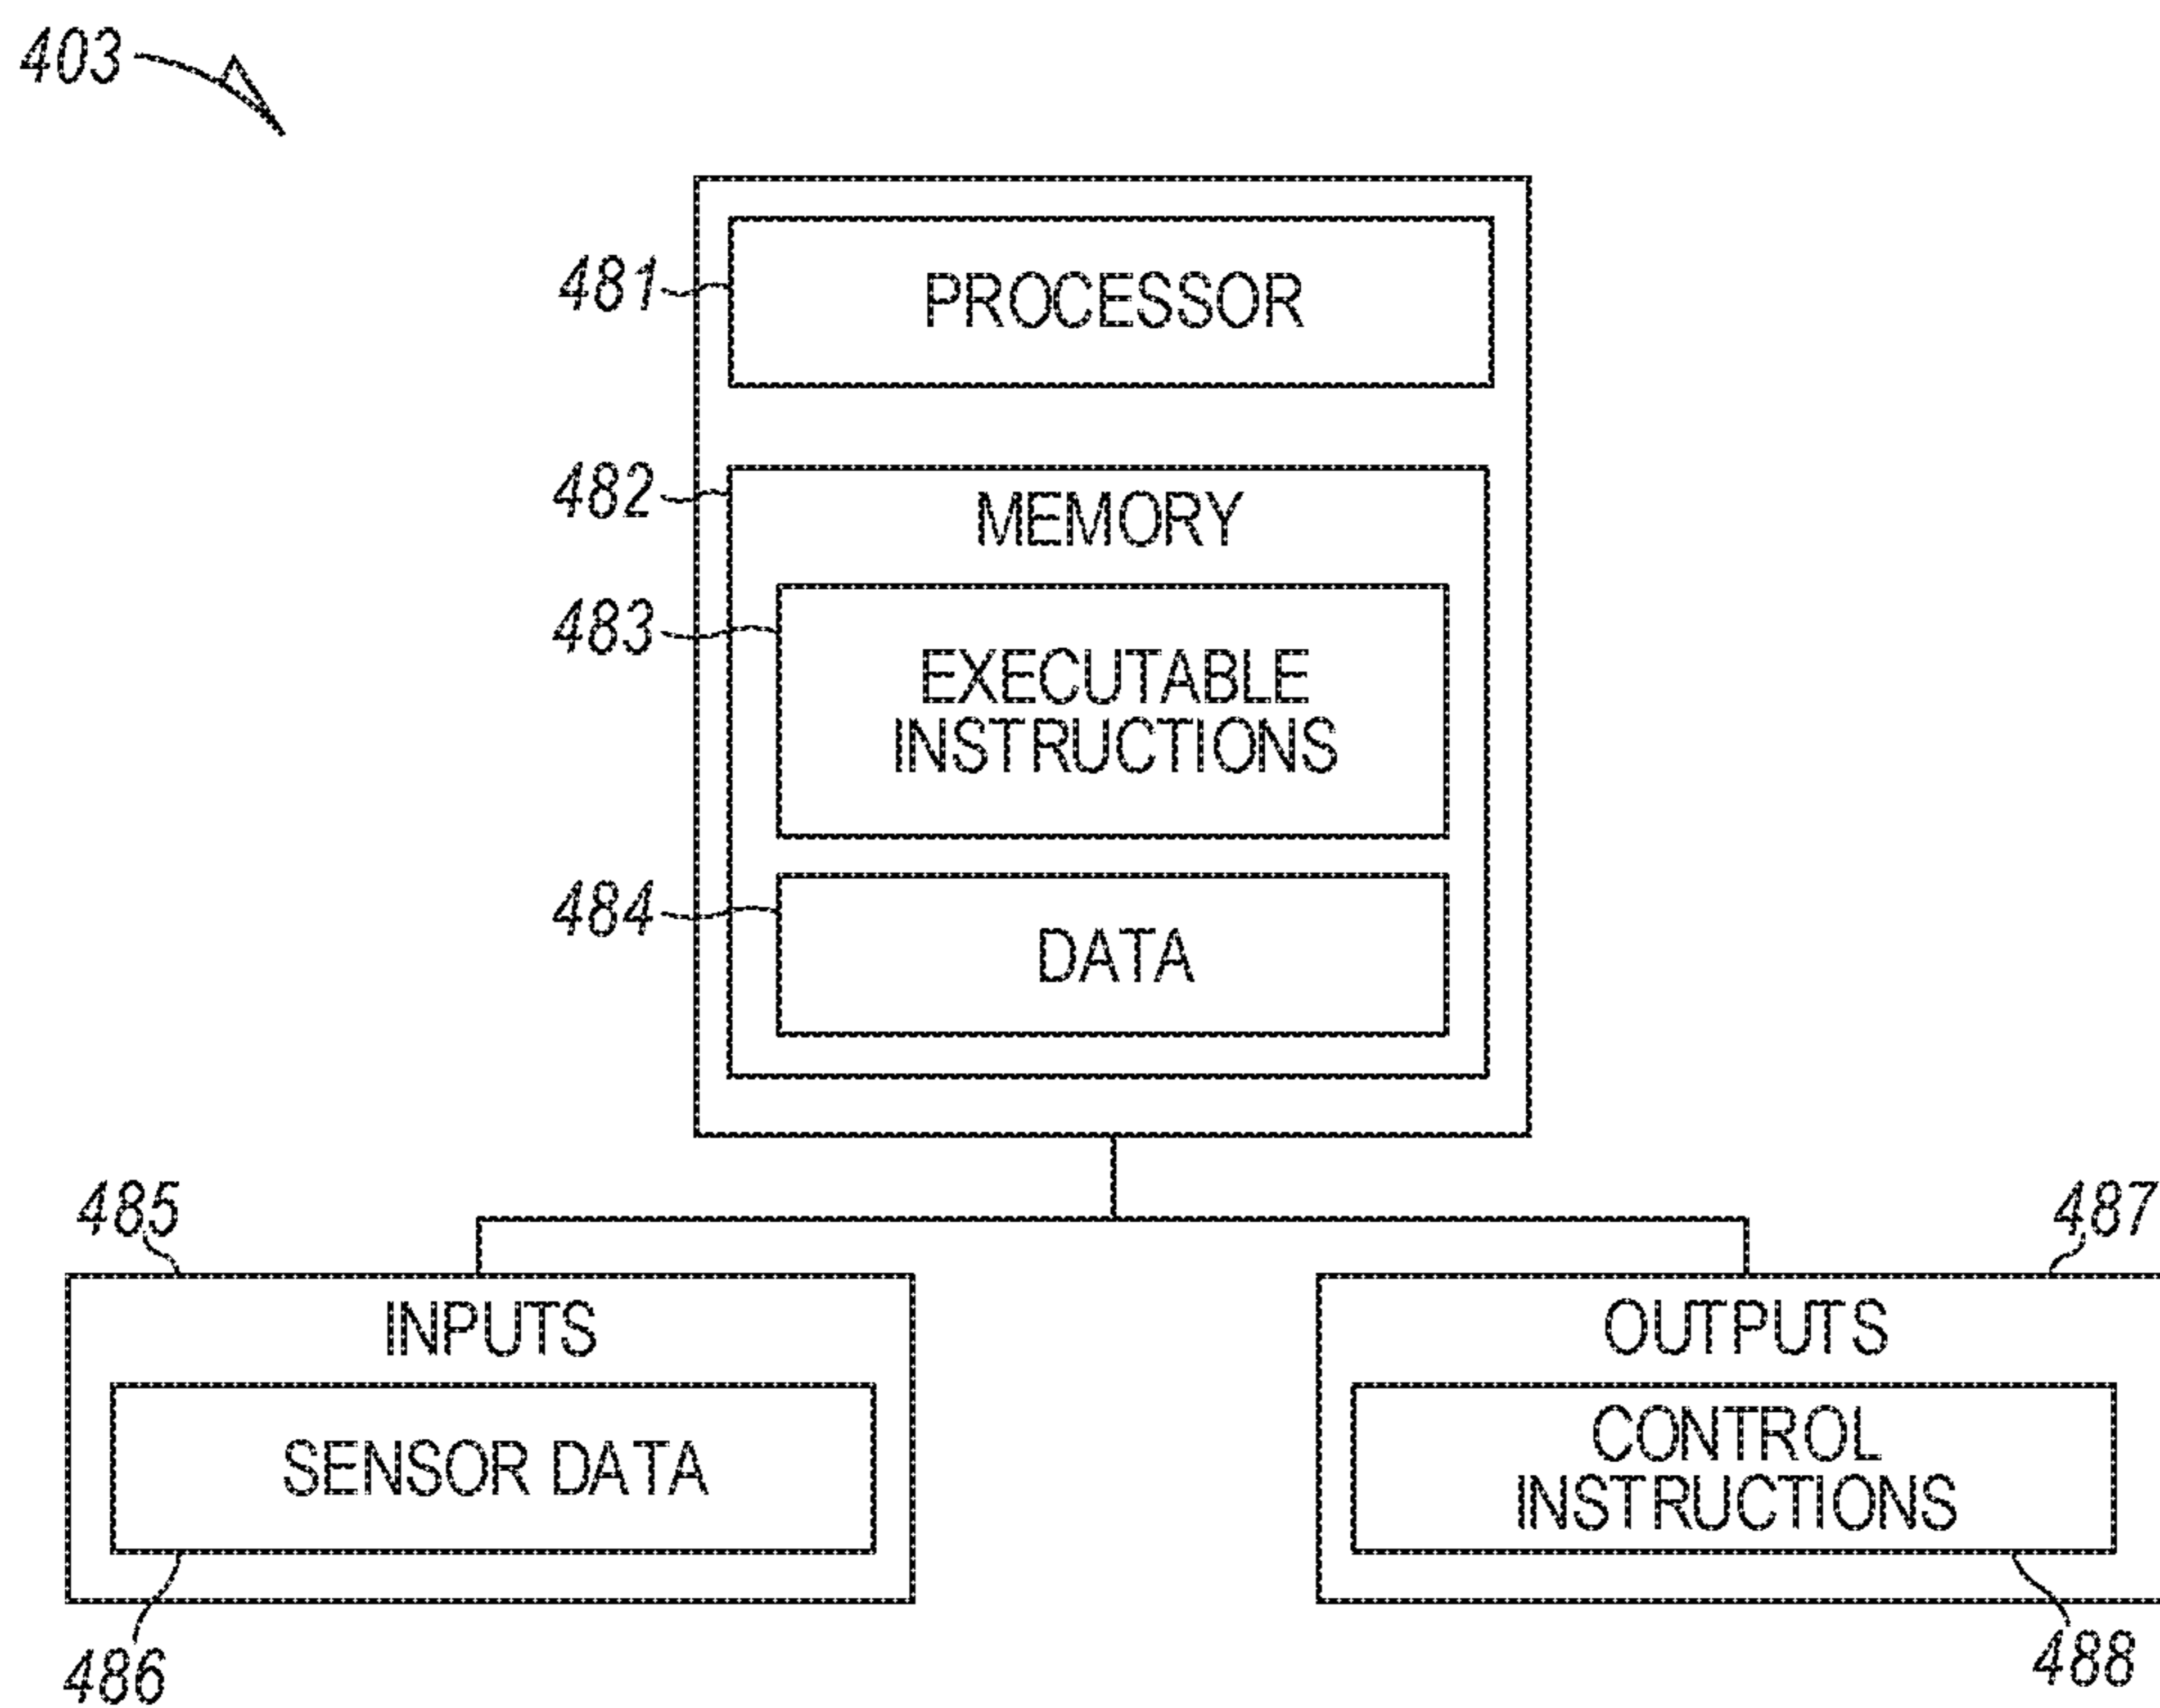 403
481
PROCESSOR
482
MEMORY
483
EXECUTABLE
INSTRUCTIONS
484
DATA
485
INPUTS
SENSOR DATA
486
487
OUTPUTS
CONTROL
INSTRUCTIONS
488